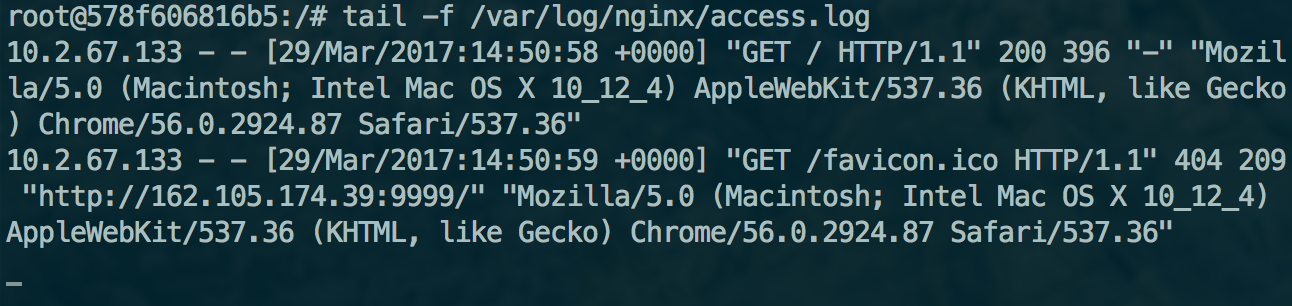 root@578f606816b5:/# tail -f /var/log/nginx/access.log
10.2.67.133 - - [29/Mar/2017:14:50:58 +0000] "GET / HTTP/1.1" 200 396 "-" "Mozil
la/5.0 (Macintosh; Intel Mac OS X 10_12_4) AppleWebKit/537.36 (KHTML, like Gecko
) Chrome/56.0.2924.87 Safari/537.36"
10.2.67.133 - - [29/Mar/2017:14:50:59 +0000] "GET /favicon.ico HTTP/1.1" 404 209
 "http://162.105.174.39:9999/" "Mozilla/5.0 (Macintosh; Intel Mac OS X 10_12_4)
AppleWebKit/537.36 (KHTML, like Gecko) Chrome/56.0.2924.87 Safari/537.36"